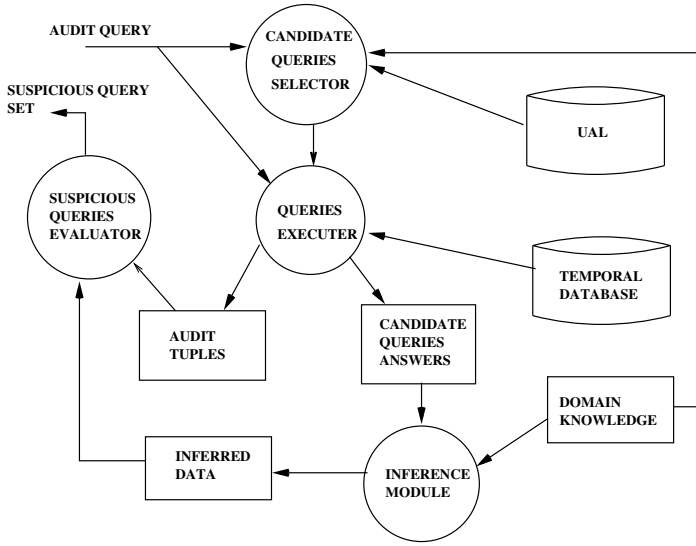 AUDIT QUERY
CANDIDATE
QUERIES
SELECTOR
SUSPICIOUS QUERY
SET
UAL
SUSPICIOUS
QUERIES
EVALUATOR
QUERIES
EXECUTER
TEMPORAL
DATABASE
AUDIT
TUPLES
CANDIDATE
QUERIES
ANSWERS
DOMAIN
KNOWLEDGE
INFERRED
DATA
INFERENCE
MODULE